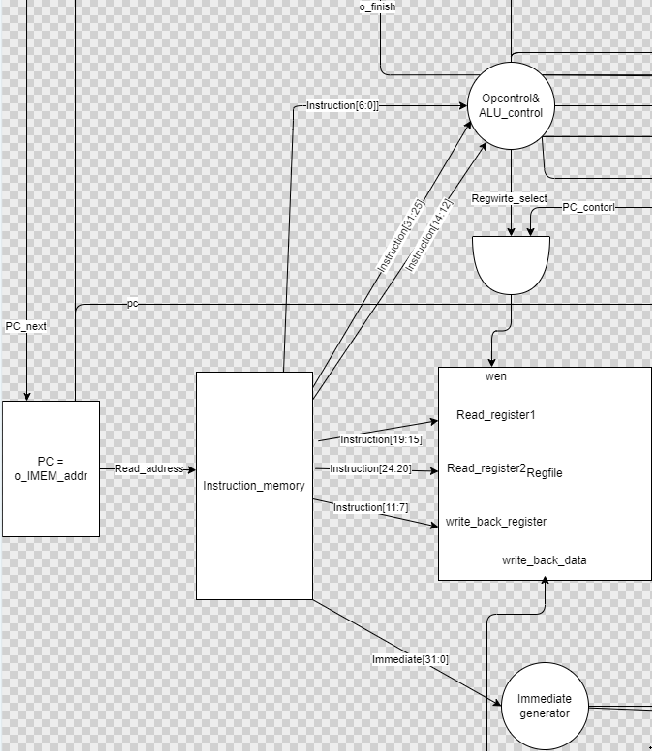 o_finish
Opcontrol&
ALU_control
Instruction[6:0]]
Instruction[31:25]
Instruction[14:12]
Regwirte_select
PC_contorl
pc
PC_next
wen
Read_register1
Instruction[19:15]
PC =
o_IMEM_addr
Read_address
Instruction_memory
Instruction[24:20]
Read_register2
Regfile
Instruction[11:7]
write_back_register
write_back_data
Immediate[31:0]
Immediate
generator